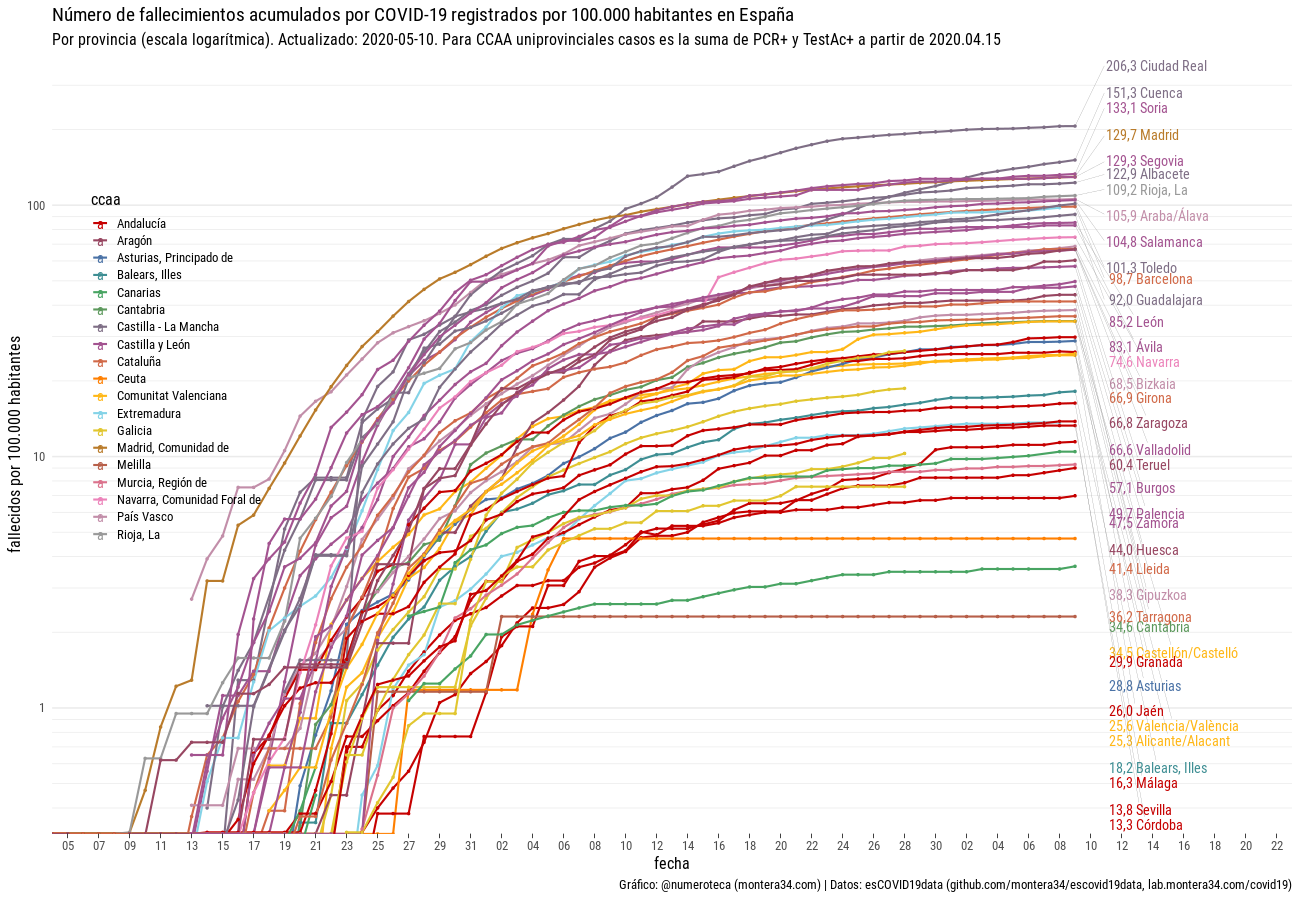 Número de fallecimientos acumulados por COVID-19 registrados por 100.000 habitantes en España
Por provincia (escala logarítmica). Actualizado: 2020-05-10. Para CCAA uniprovinciales casos es la suma de PCR+ y TestAc+ a partir de 2020.04.15
fallecidos por 100.000 habitantes
100
10
1
ccaa
Andalucía
Aragón
Asturias, Principado de
Balears, Illes
Canarias
Cantabria
Castilla - La Mancha
Castilla y León
Cataluña
Ceuta
Comunitat Valenciana
Extremadura
Galicia
Madrid, Comunidad de
Melilla
Murcia, Región de
Navarra, Comunidad Foral de
País Vasco
Rioja, La
206,3 Ciudad Real
151,3 Cuenca
133,1 Soria
129,7 Madrid
129,3 Segovia
122,9 Albacete
109,2 Rioja, La
105,9 Araba/Álava
104,8 Salamanca
101,3 Toledo
98,7 Barcelona
92,0 Guadalajara
85,2 León
83,1 Ávila
74,6 Navarra
68,5 Bizkaia
66,9 Girona
66,8 Zaragoza
66,6 Valladolid
60,4 Teruel
57,1 Burgos
49,7 Palencia
47,5 Zamora
44,0 Huesca
41,4 Lleida
38,3 Gipuzkoa
36,2 Tarragona
34,6 Cantabria
34,5 Castellón/Castelló
29,9 Granada
28,8 Asturias
26,0 Jaén
25,6 Valencia/València
25,3 Alicante/Alacant
18,2 Balears, Illes
16,3 Málaga
13,8 Sevilla
13,3 Córdoba
05 07 09 11 13 15 17 19 21 23 25 27 29 31 02 04 06 08 10 12 14 16 18 20 22 24 26 28 30 02 04 06 08 10 12 14 16 18 20 22
fecha
Gráfico: @numeroteca (montera34.com) | Datos: esCOVID19data (github.com/montera34/escovid19data, lab.montera34.com/covid19)